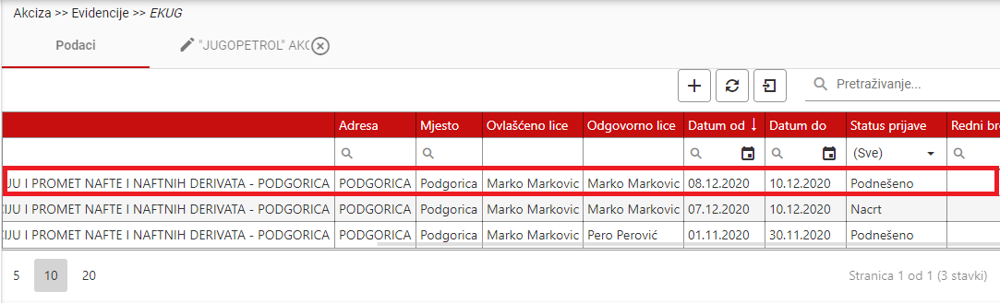 Akciza >> Evidencije >> EKUG
Podaci "JUGOPETROL" AKC
Pretraživanje...
Adresa Mjesto Ovlašćeno lice Odgovorno lice Datum od ↓ Datum do Status prijave Redni bro
(Sve)
IJU I PROMET NAFTE I NAFTNIH DERIVATA - PODGORICA PODGORICA Podgorica Marko Markovic Marko Markovic 08.12.2020 10.12.2020 Podnešeno
CIJU I PROMET NAFTE I NAFTNIH DERIVATA - PODGORICA PODGORICA Podgorica Marko Markovic Marko Markovic 07.12.2020 10.12.2020 Nacrt
CIJU I PROMET NAFTE I NAFTNIH DERIVATA - PODGORICA PODGORICA Podgorica Marko Markovic Pero Perović 01.11.2020 30.11.2020 Podnešeno
5 10 20 Stranica 1 od 1 (3 stavki)